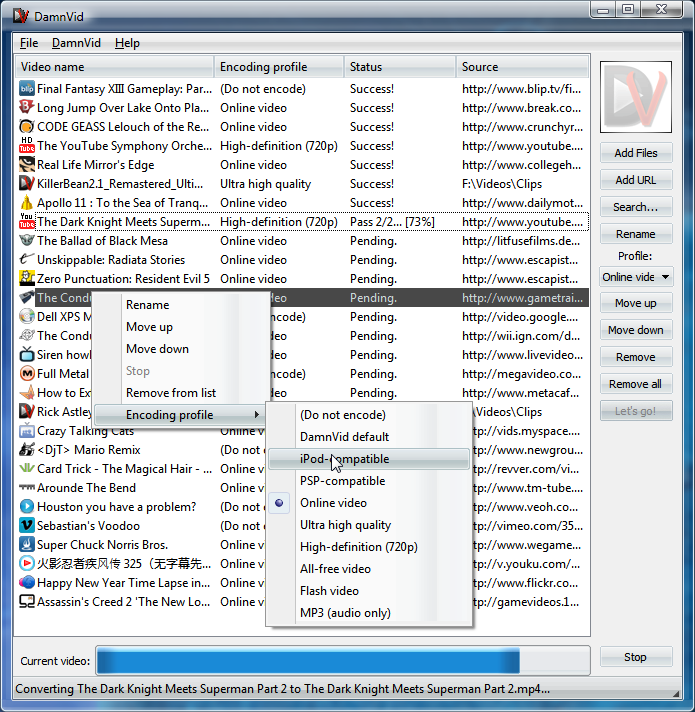 DamnVid
File DamnVid Help
Video name Encoding profile Status Source
Final Fantasy XIII Gameplay: Par... (Do not encode) Success! http://www.blip.tv/fi...
Long Jump Over Lake Onto Pla... Online video Success! http://www.break.co...
CODE GEASS Lelouch of the Re... Online video Success! http://www.crunchyr...
The YouTube Symphony Orche... High-definition (720p) Success! http://www.youtube....
Real Life Mirror's Edge Online video Success! http://www.collegeh...
KillerBean2.1_Remastered_Ulti... Ultra high quality Success! F:\Videos\Clips
Apollo 11 : To the Sea of Tranq... Online video Success! http://www.dailymot...
The Dark Knight Meets Superm... High-definition (720p) Pass 2/2... [73%] http://www.youtube....
The Ballad of Black Mesa Online video Pending. http://litfusefilms.de...
Unskippable: Radiata Stories Online video Pending. http://www.escapist...
Zero Punctuation: Resident Evil 5 Online video Pending. http://www.escapist...
The Condu video Pending. http://www.gametrai...
Dell XPS M encode) Pending. http://video.google....
The Condu video Pending. http://wii.ign.com/d...
Siren howl video Pending. http://www.livevideo...
Full Metal encode) Pending. http://megavideo.co...
How to Ex video Pending. http://www.metacaf...
Rick Astley \Videos\Clips
Crazy Talking Cats Online v http://vids.myspace...
<DjT> Mario Remix (Do not http://www.newgrou...
Card Trick - The Magical Hair - ... Online v http://revver.com/vi...
Arounde The Bend Online v http://www.tm-tube...
Houston you have a problem? (Do not http://www.veoh.co...
Sebastian's Voodoo (Do not http://vimeo.com/35...
Super Chuck Norris Bros. Online v http://www.wegame...
火影忍者疾风传 325（无字幕先... Online v http://v.youku.com/...
Happy New Year Time Lapse in... Online v http://www.flickr.co...
Assassin's Creed 2 'The New Lo... Online v http://gamevideos.1...
Rename
Move up
Move down
Stop
Remove from list
Encoding profile
(Do not encode)
DamnVid default
iPod-compatible
PSP-compatible
Online video
Ultra high quality
High-definition (720p)
All-free video
Flash video
MP3 (audio only)
DV
Add Files
Add URL
Search...
Rename
Profile:
Online vide
Move up
Move down
Remove
Remove all
Let's go!
Current video:
Stop
Converting The Dark Knight Meets Superman Part 2 to The Dark Knight Meets Superman Part 2.mp4...